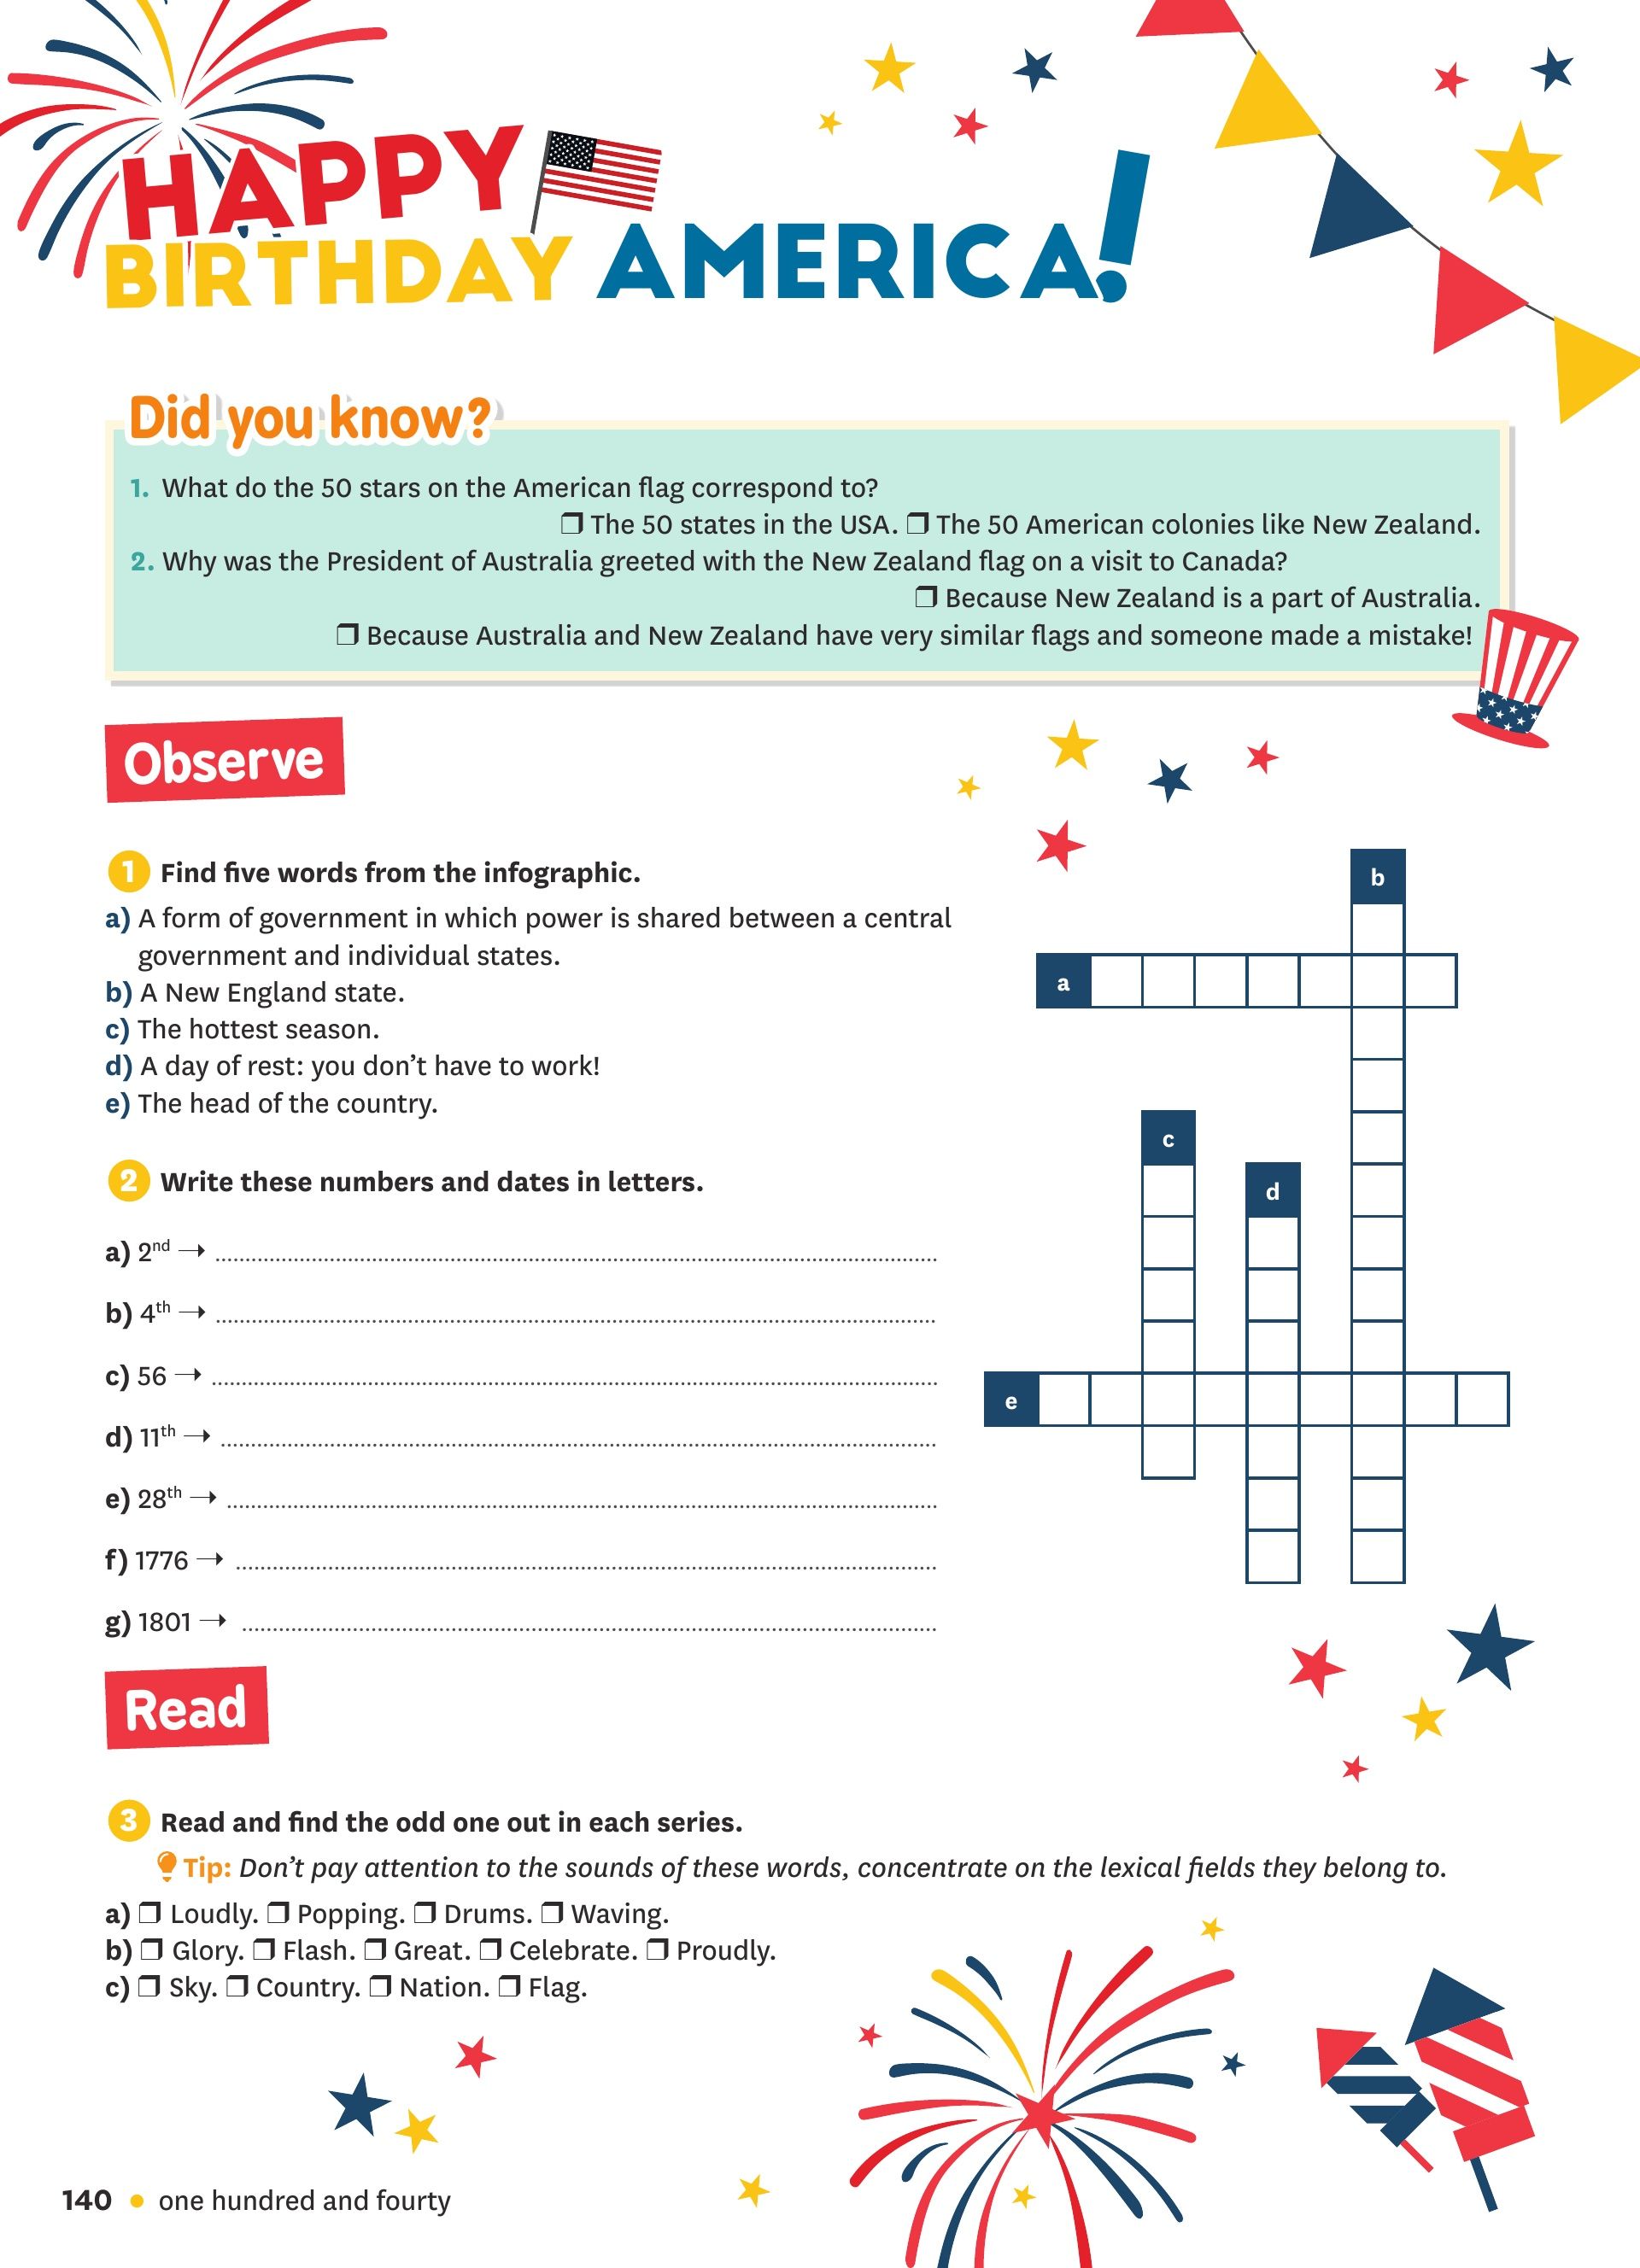 HAPPY
BIRTHDAY AMERICA!
Did you know?
1. What do the 50 stars on the American flag correspond to?
❒ The 50 states in the USA. ❒ The 50 American colonies like New Zealand.
2. Why was the President of Australia greeted with the New Zealand flag on a visit to Canada?
❒ Because New Zealand is a part of Australia.
❒ Because Australia and New Zealand have very similar flags and someone made a mistake!
Observe
1 Find five words from the infographic.
a) A form of government in which power is shared between a central
government and individual states.
b) A New England state.
c) The hottest season.
d) A day of rest: you don't have to work!
e) The head of the country.
b
a
c
d
e
2 Write these numbers and dates in letters.
a) 2nd → ........
b) 4th → ........
c) 56 → ........
d) 11th → ........
e) 28th → ........
f) 1776 → ........
g) 1801 → ........
Read
3 Read and find the odd one out in each series.
Tip: Don't pay attention to the sounds of these words, concentrate on the lexical fields they belong to.
a) ❒ Loudly. ❒ Popping. ❒ Drums. ❒ Waving.
b) ❒ Glory. ❒ Flash. ❒ Great. ❒ Celebrate. ❒ Proudly.
c) ❒ Sky. ❒ Country. ❒ Nation. ❒ Flag.
140 • one hundred and fourty